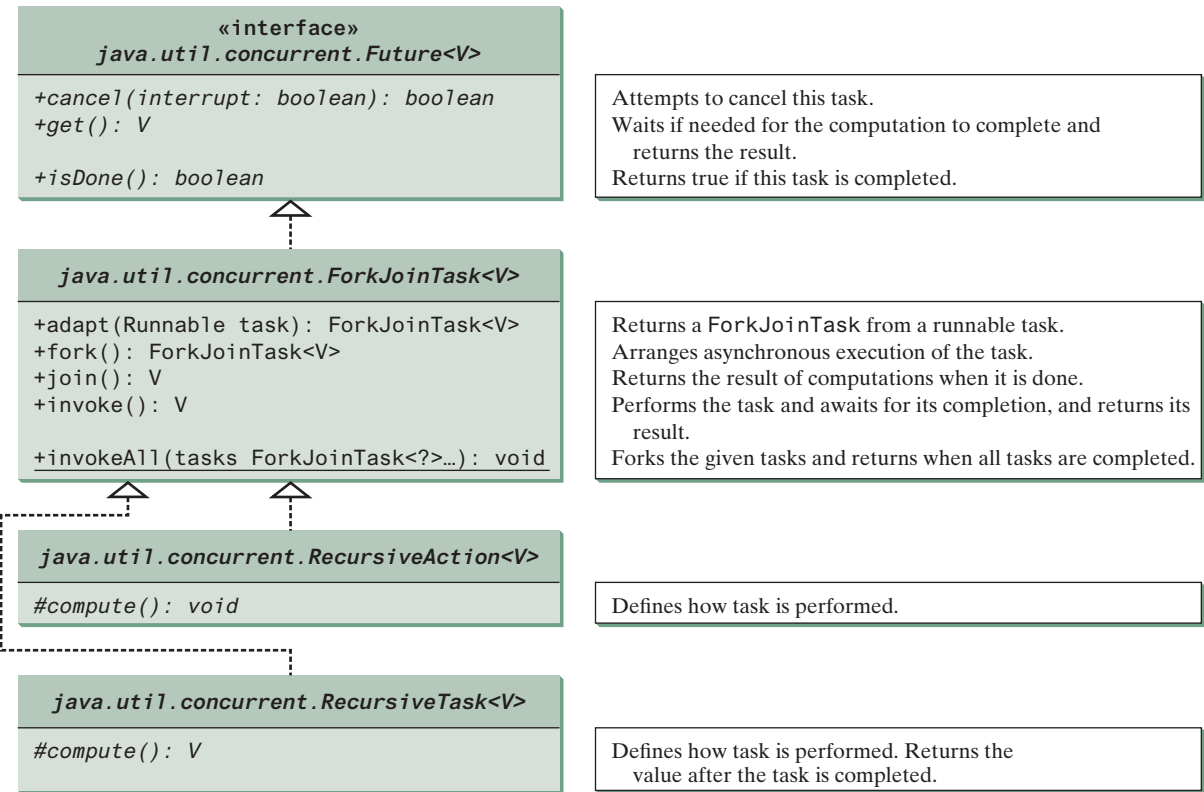 «interface»
java.util.concurrent.Future<V>
+cancel(interrupt: boolean): boolean
+get(): V
+isDone(): boolean
Attempts to cancel this task.
Waits if needed for the computation to complete and
returns the result.
Returns true if this task is completed.
java.util.concurrent.ForkJoinTask<V>
+adapt(Runnable task): ForkJoinTask<V>
+fork(): ForkJoinTask<V>
+join(): V
+invoke(): V
+invokeAll(tasks ForkJoinTask<?>…): void
Returns a ForkJoinTask from a runnable task.
Arranges asynchronous execution of the task.
Returns the result of computations when it is done.
Performs the task and awaits for its completion, and returns its
result.
Forks the given tasks and returns when all tasks are completed.
java.util.concurrent.RecursiveAction<V>
#compute(): void
Defines how task is performed.
java.util.concurrent.RecursiveTask<V>
#compute(): V
Defines how task is performed. Returns the
value after the task is completed.